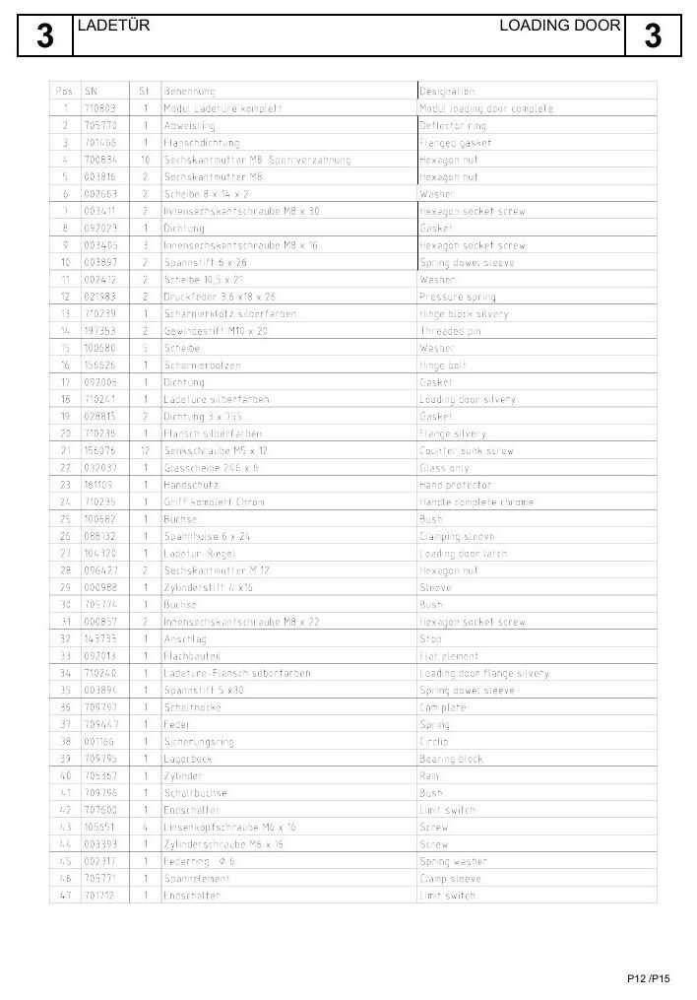 3 LADETÜR LOADING DOOR 3
Pos. SN St Benennung Designation
1 710803 1 Modul Ladetüre komplett Modul loading door complete
2 705770 1 Abweisring Deflector ring
3 701466 1 Flanschdichtung Flanged gasket
4 700834 10 Sechskantmutter M8 Sperrverzahnung Hexagon nut
5 003816 2 Sechskantmutter M8 Hexagon nut
6 002663 2 Scheibe 8 x 14 x 2 Washer
7 003411 2 Innensechskantschraube M8 x 30 Hexagon socket screw
8 092023 1 Dichtung Gasket
9 003405 3 Innensechskantschraube M8 x 16 Hexagon socket screw
10 003897 2 Spannstift 6 x 26 Spring dowel sleeve
11 002412 2 Scheibe 10,5 x 21 Washer
12 021983 2 Druckfeder 3,6 x18 x 26 Pressure spring
13 710239 1 Scharnierklotz silberfarben Hinge block silvery
14 197353 2 Gewindestift M10 x 20 Threaded pin
15 100680 5 Scheibe Washer
16 156626 1 Scharnierbolzen Hinge bolt
17 092005 1 Dichtung Gasket
18 710241 1 Ladetüre silberfarben Loading door silvery
19 028815 2 Dichtung 3 x 755 Gasket
20 710236 1 Flansch silberfarben Flange silvery
21 156076 12 Senkschraube M5 x 12 Counter sunk screw
22 032037 1 Glasscheibe 246 x 6 Glass only
23 161109 1 Handschutz Hand protector
24 710235 1 Griff komplett Chrom Handle complete chrome
25 100682 1 Büchse Bush
26 088132 1 Spannhülse 6 x 24 Clamping sleeve
27 104320 1 Ladetür-Riegel Loading door latch
28 096427 2 Sechskantmutter M 12 Hexagon nut
29 000988 1 Zylinderstift 4 x16 Sleeve
30 705774 1 Büchse Bush
31 000857 2 Innensechskantschraube M8 x 22 Hexagon socket screw
32 143733 1 Anschlag Stop
33 092013 1 Flachbauteil Flat element
34 710240 1 Ladetüre-Flansch silberfarben Loading door flange silvery
35 003894 1 Spannstift 5 x30 Spring dowel sleeve
36 709797 1 Schaltnocke Cam plate
37 709447 1 Feder Spring
38 001166 1 Sicherungsring Circlip
39 709795 1 Lagerbock Bearing block
40 705367 1 Zylinder Ram
41 709796 1 Schaltbüchse Bush
42 707600 1 Endschalter Limit switch
43 105651 4 Linsenkopfschraube M6 x 16 Screw
44 003393 1 Zylinderschraube M6 x 16 Screw
45 002317 1 Federring Ø 6 Spring washer
46 705771 1 Spannelement Clamp sleeve
47 701712 1 Endschalter Limit switch
P12 /P15